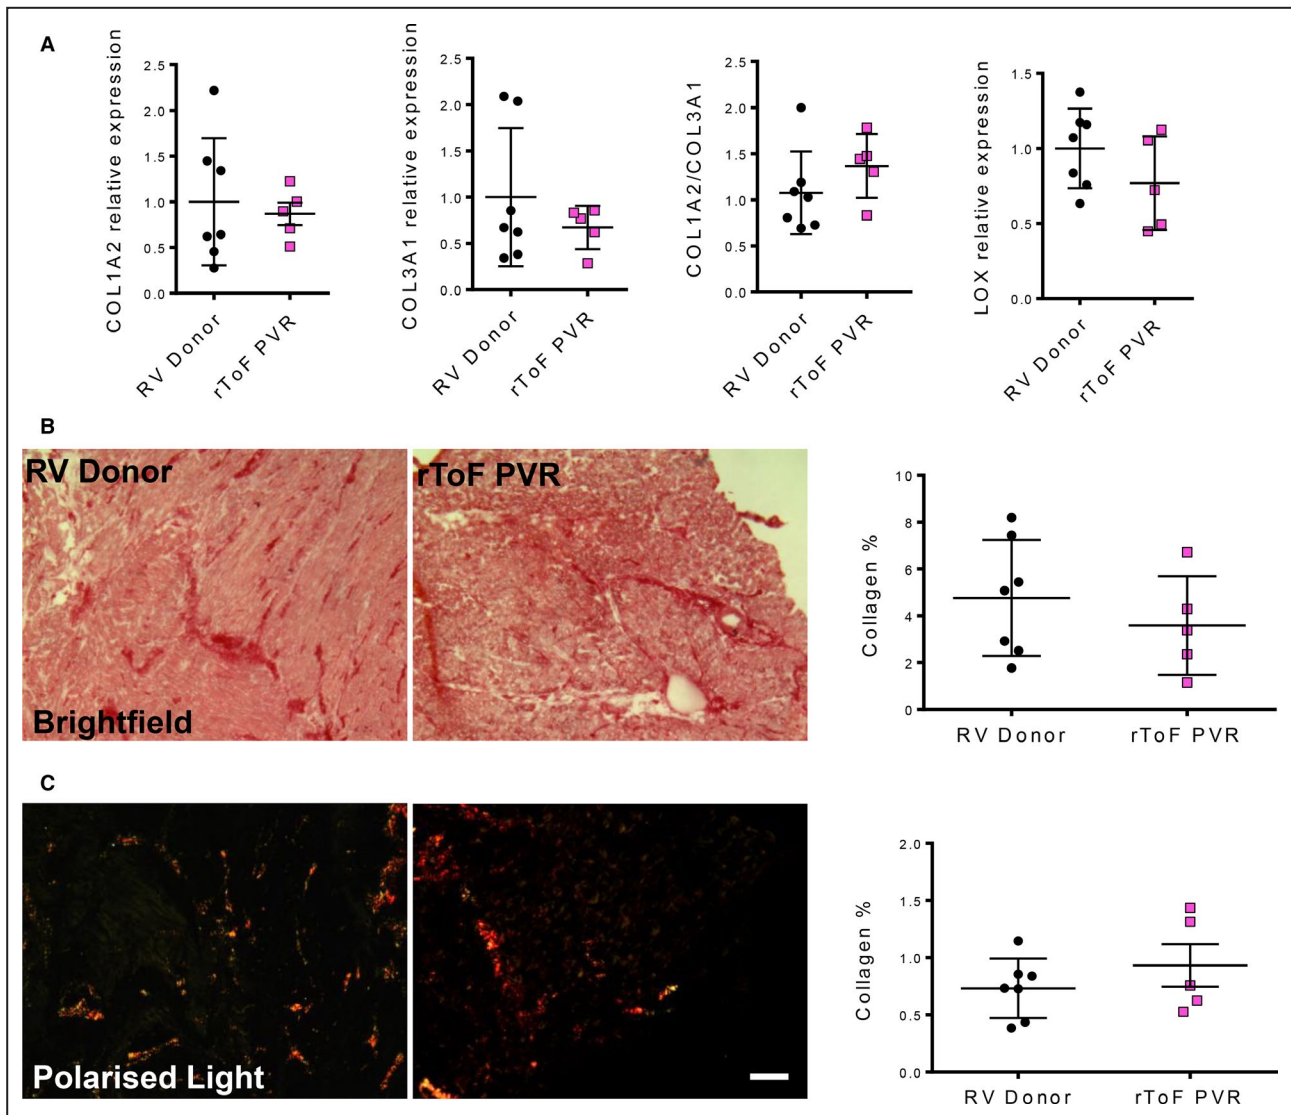 A
COL1A2 relative expression
2.5
2.0
1.5
1.0
0.5
0.0
RV Donor
rToF PVR
COL3A1 relative expression
2.5
2.0
1.5
1.0
0.5
0.0
RV Donor
rToF PVR
COL1A2/COL3A1
2.5
2.0
1.5
1.0
0.5
0.0
RV Donor
rToF PVR
LOX relative expression
1.5
1.0
0.5
0.0
RV Donor
rToF PVR
B
RV Donor
Brightfield
rToF PVR
Collagen %
10
8
6
4
2
0
RV Donor
rToF PVR
C
Polarised Light
Collagen %
2.0
1.5
1.0
0.5
0.0
RV Donor
rToF PVR